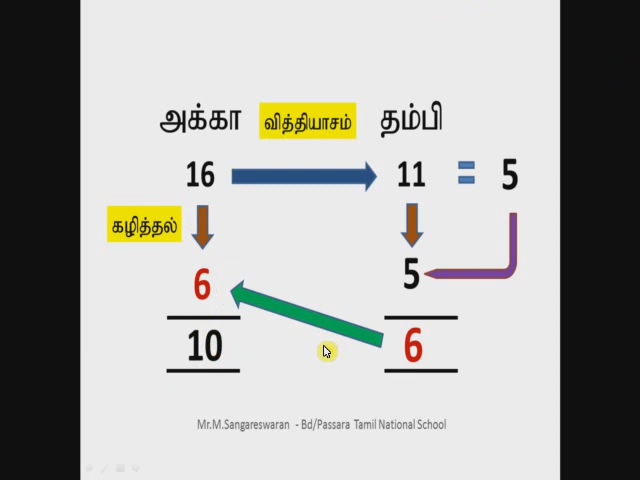 அக்கா வித்தியாசம் தம்பி
16 11 = 5
கழித்தல்
6 5
10 6
Mr.M.Sangareswaran - Bd/Passara Tamil National School